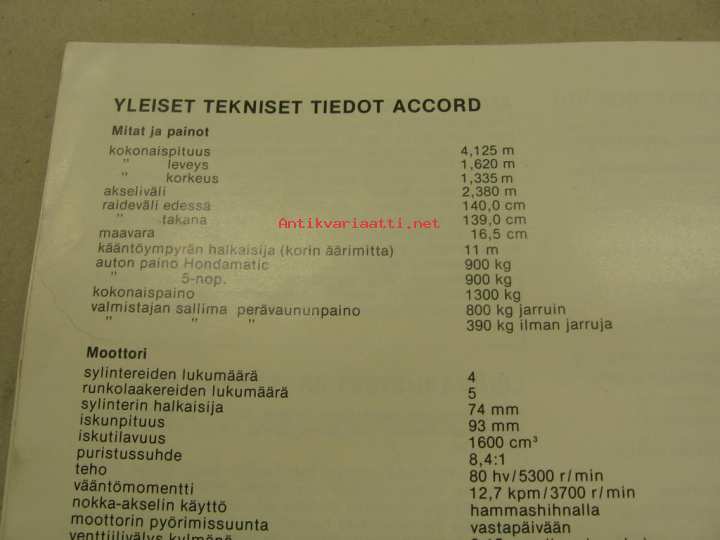 YLEISET TEKNISET TIEDOT ACCORD
Mitat ja painot
kokonaispituus 4,125 m
" leveys 1,620 m
" korkeus 1,335 m
akseliväli 2,380 m
raideväli edessä 140,0 cm
" takana 139,0 cm
Antikvariaatti.net
maavara 16,5 cm
kääntöympyrän halkaisija (korin äärimitta) 11 m
auton paino Hondamatic 900 kg
" 5-nop. 900 kg
kokonaispaino 1300 kg
valmistajan sallima perävaununpaino 800 kg jarruin
" " " 390 kg ilman jarruja
Moottori
sylintereiden lukumäärä 4
runkolaakereiden lukumäärä 5
sylinterin halkaisija 74 mm
iskunpituus 93 mm
iskutilavuus 1600 cm³
puristussuhde 8,4:1
teho 80 hv/5300 r/min
vääntömomentti 12,7 kpm/3700 r/min
nokka-akselin käyttö hammashihnalla
moottorin pyörimissuunta vastapäivään
venttiilivälys kylmänä